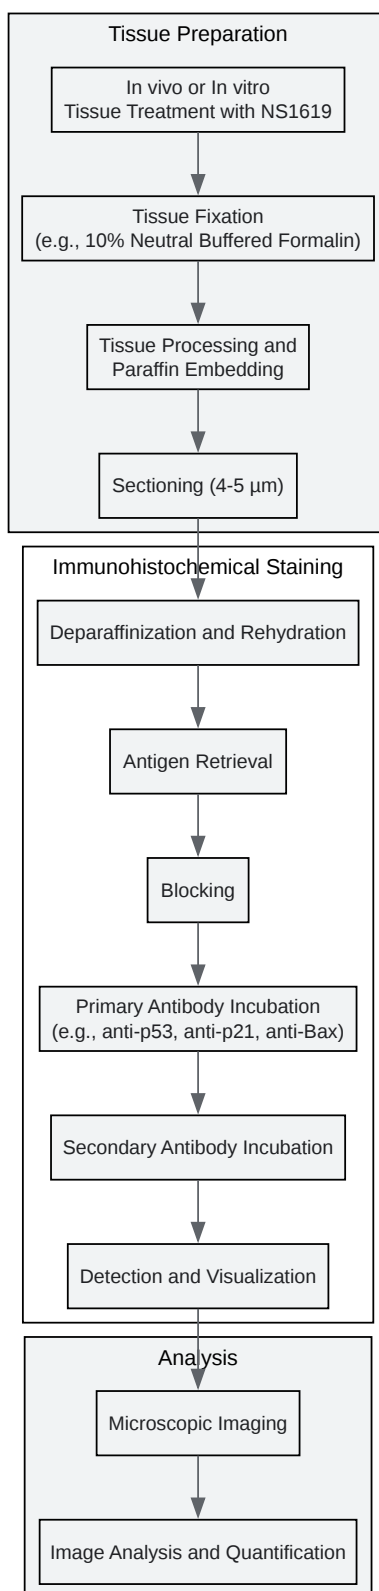 Tissue Preparation
In vivo or In vitro
Tissue Treatment with NS1619
Tissue Fixation
(e.g., 10% Neutral Buffered Formalin)
Tissue Processing and
Paraffin Embedding
Sectioning (4-5 µm)
Immunohistochemical Staining
Deparaffinization and Rehydration
Antigen Retrieval
Blocking
Primary Antibody Incubation
(e.g., anti-p53, anti-p21, anti-Bax)
Secondary Antibody Incubation
Detection and Visualization
Analysis
Microscopic Imaging
Image Analysis and Quantification